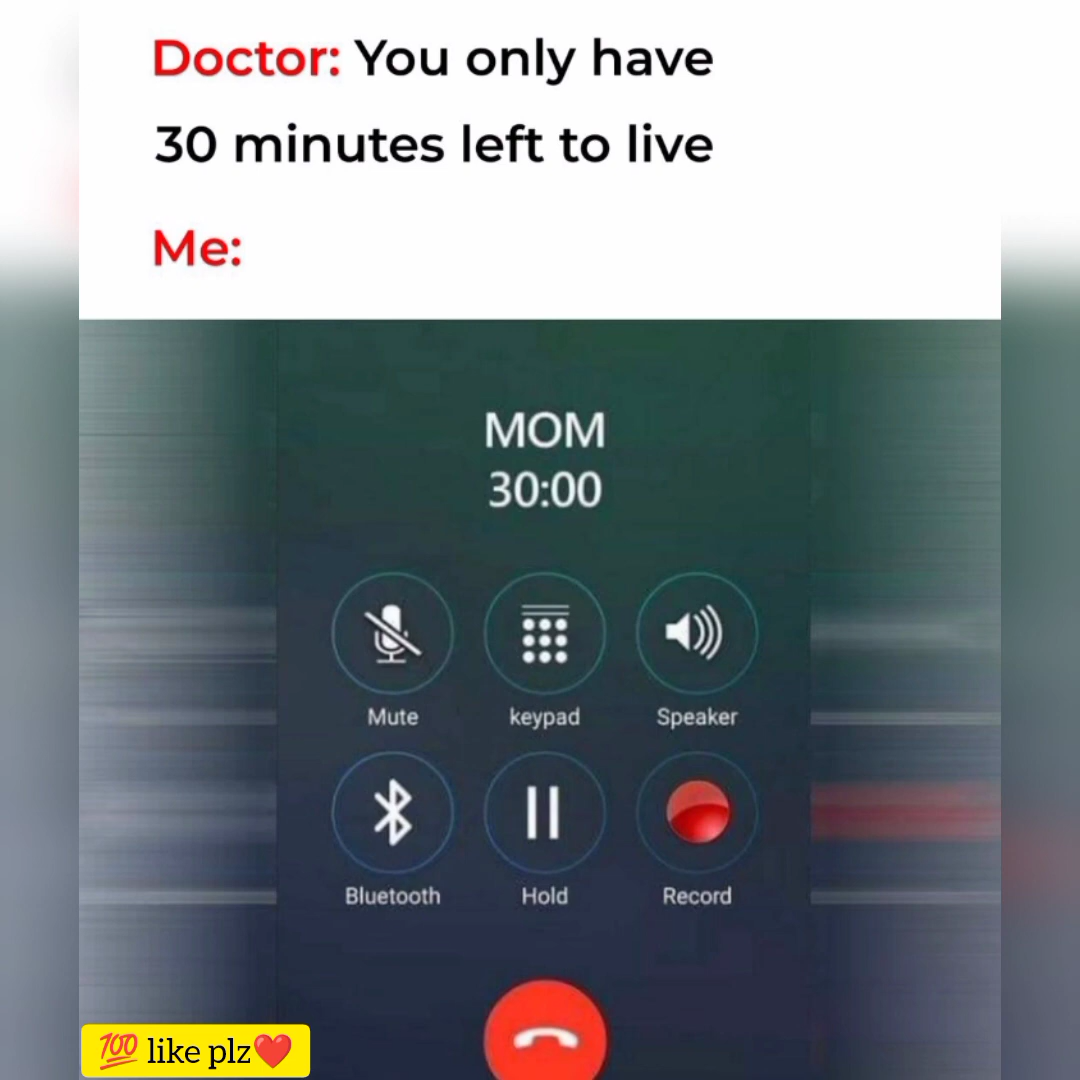 Doctor: You only have
30 minutes left to live
Me:
MOM
30:00
Mute keypad Speaker
Bluetooth Hold Record
💯 like plz❤️